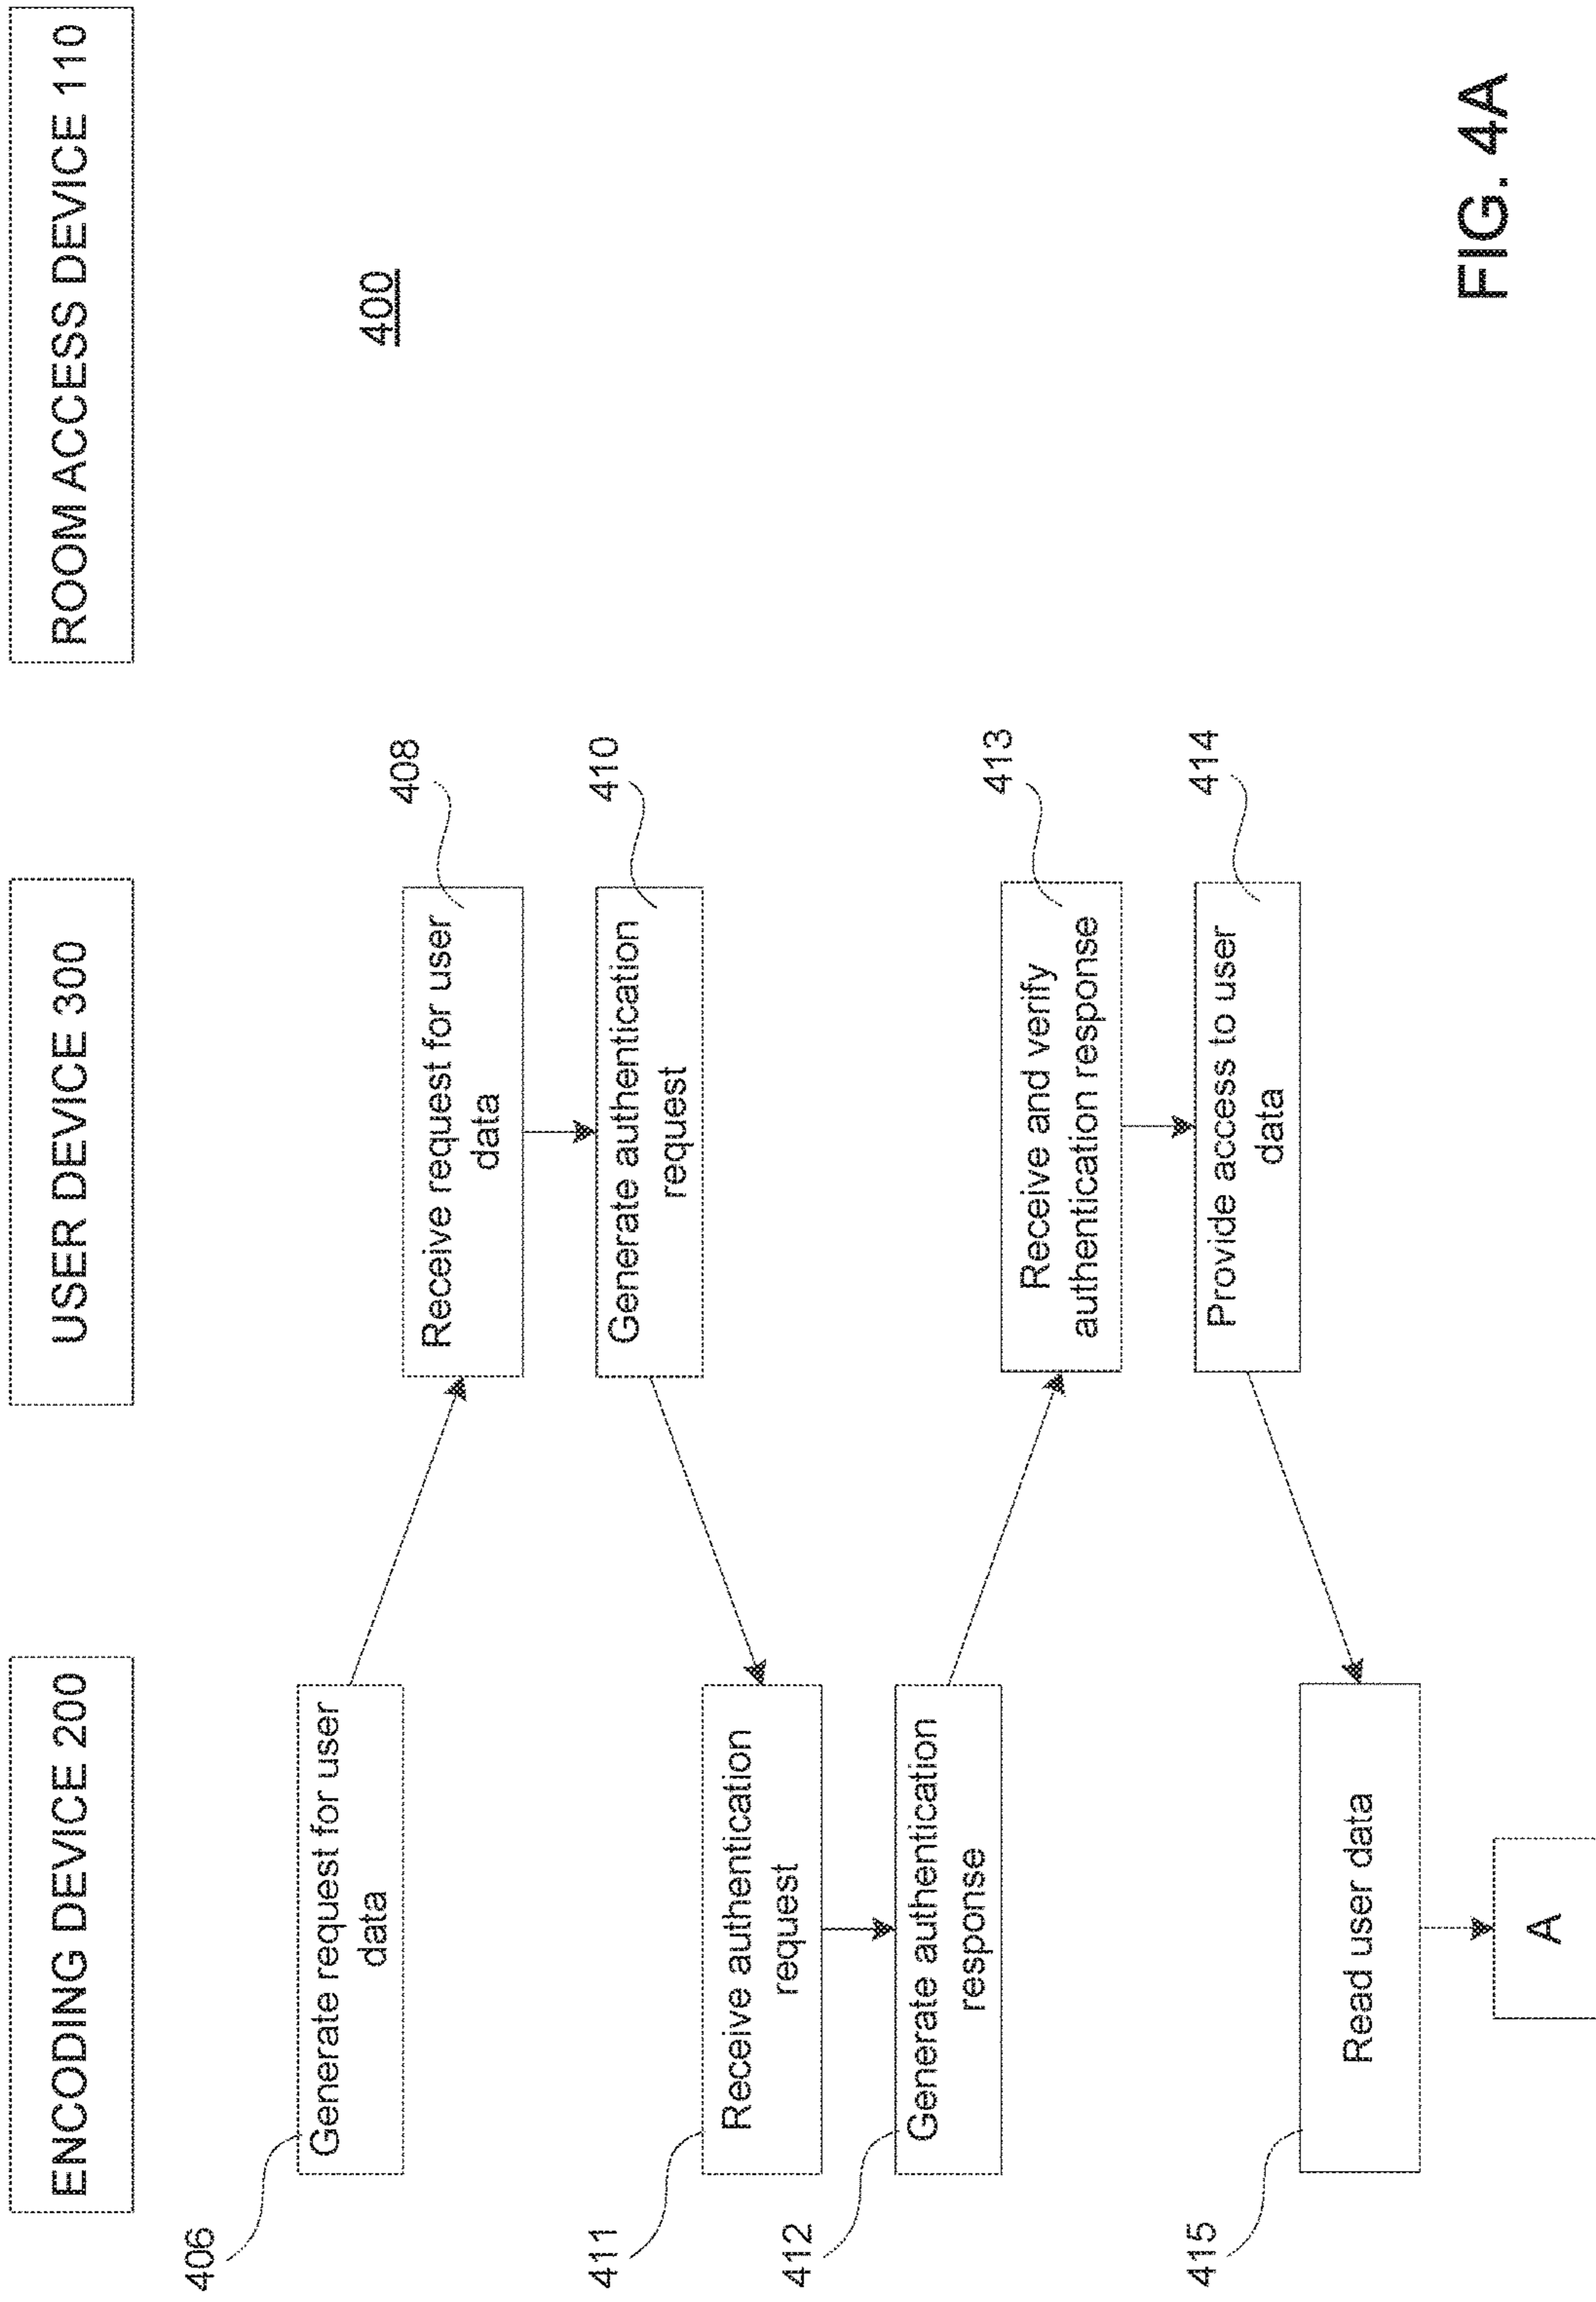 ENCODING DEVICE 200
USER DEVICE 300
ROOM ACCESS DEVICE 110
400
406
Generate request for user
data
408
Receive request for user
data
410
Generate authentication
request
411
Receive authentication
request
412
Generate authentication
response
413
Receive and verify
authentication response
414
Provide access to user
data
415
Read user data
A
FIG. 4A